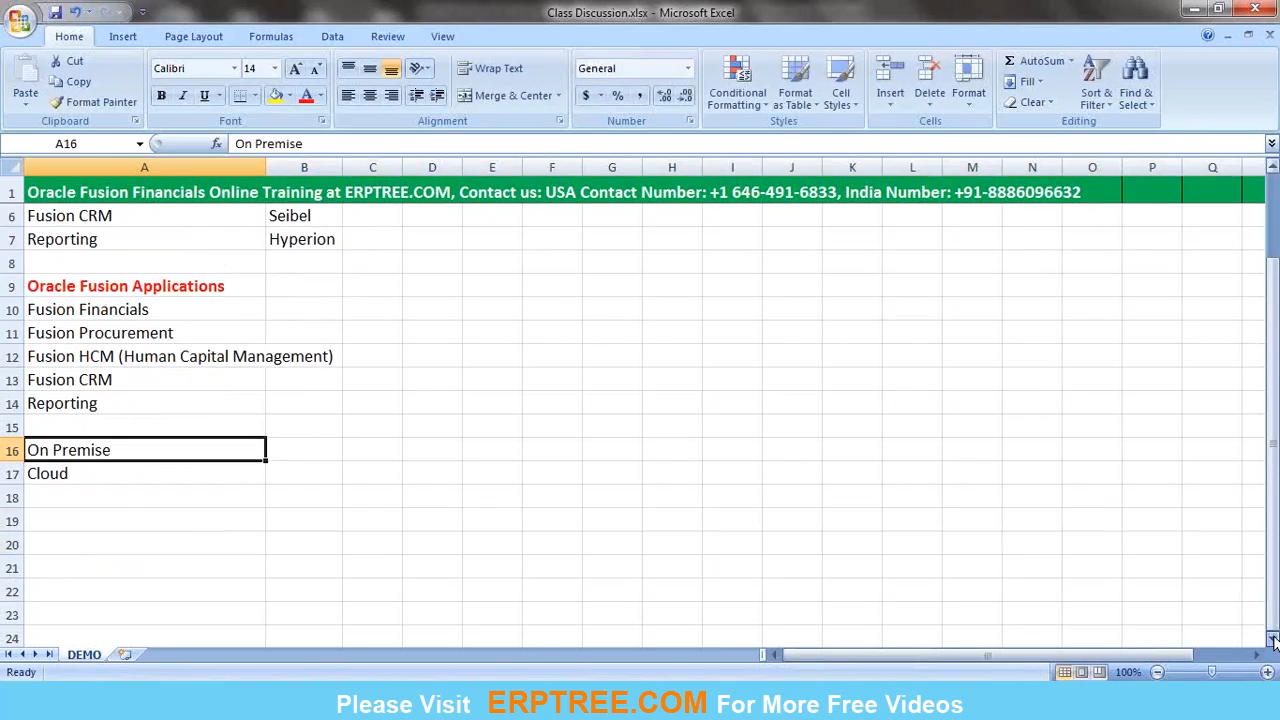 Class Discussion.xlsx - Microsoft Excel
Home Insert Page Layout Formulas Data Review View
Paste
Cut
Copy
Format Painter
Clipboard
Calibri 14
B I U
Font
Wrap Text
Merge & Center
Alignment
General
$ % ,
Number
Conditional Formatting
Format as Table
Cell Styles
Styles
Insert Delete Format
Cells
AutoSum
Fill
Clear
Sort & Filter
Find & Select
Editing
A16 fx On Premise
A B C D E F G H I J K L M N O P Q
1 Oracle Fusion Financials Online Training at ERPTREE.COM, Contact us: USA Contact Number: +1 646-491-6833, India Number: +91-8886096632
6 Fusion CRM Seibel
7 Reporting Hyperion
8
9 Oracle Fusion Applications
10 Fusion Financials
11 Fusion Procurement
12 Fusion HCM (Human Capital Management)
13 Fusion CRM
14 Reporting
15
16 On Premise
17 Cloud
18
19
20
21
22
23
24
DEMO
Ready 100%
Please Visit ERPTREE.COM For More Free Videos